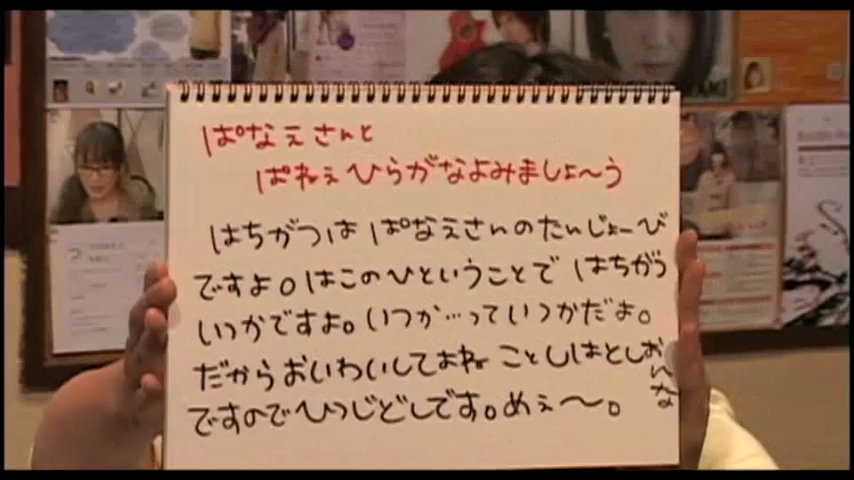 ぱなえさんと
ぱねぇひらがなよみましょ〜う
はちがつは ぱなえさんのたんじょーび
ですよ。はこのひということで はちがつ
いつかですよ。いつか…っていつかだよ。
だからおいわいしてよね ことしはとしおんな
ですのでひつじどしです。めぇ〜。